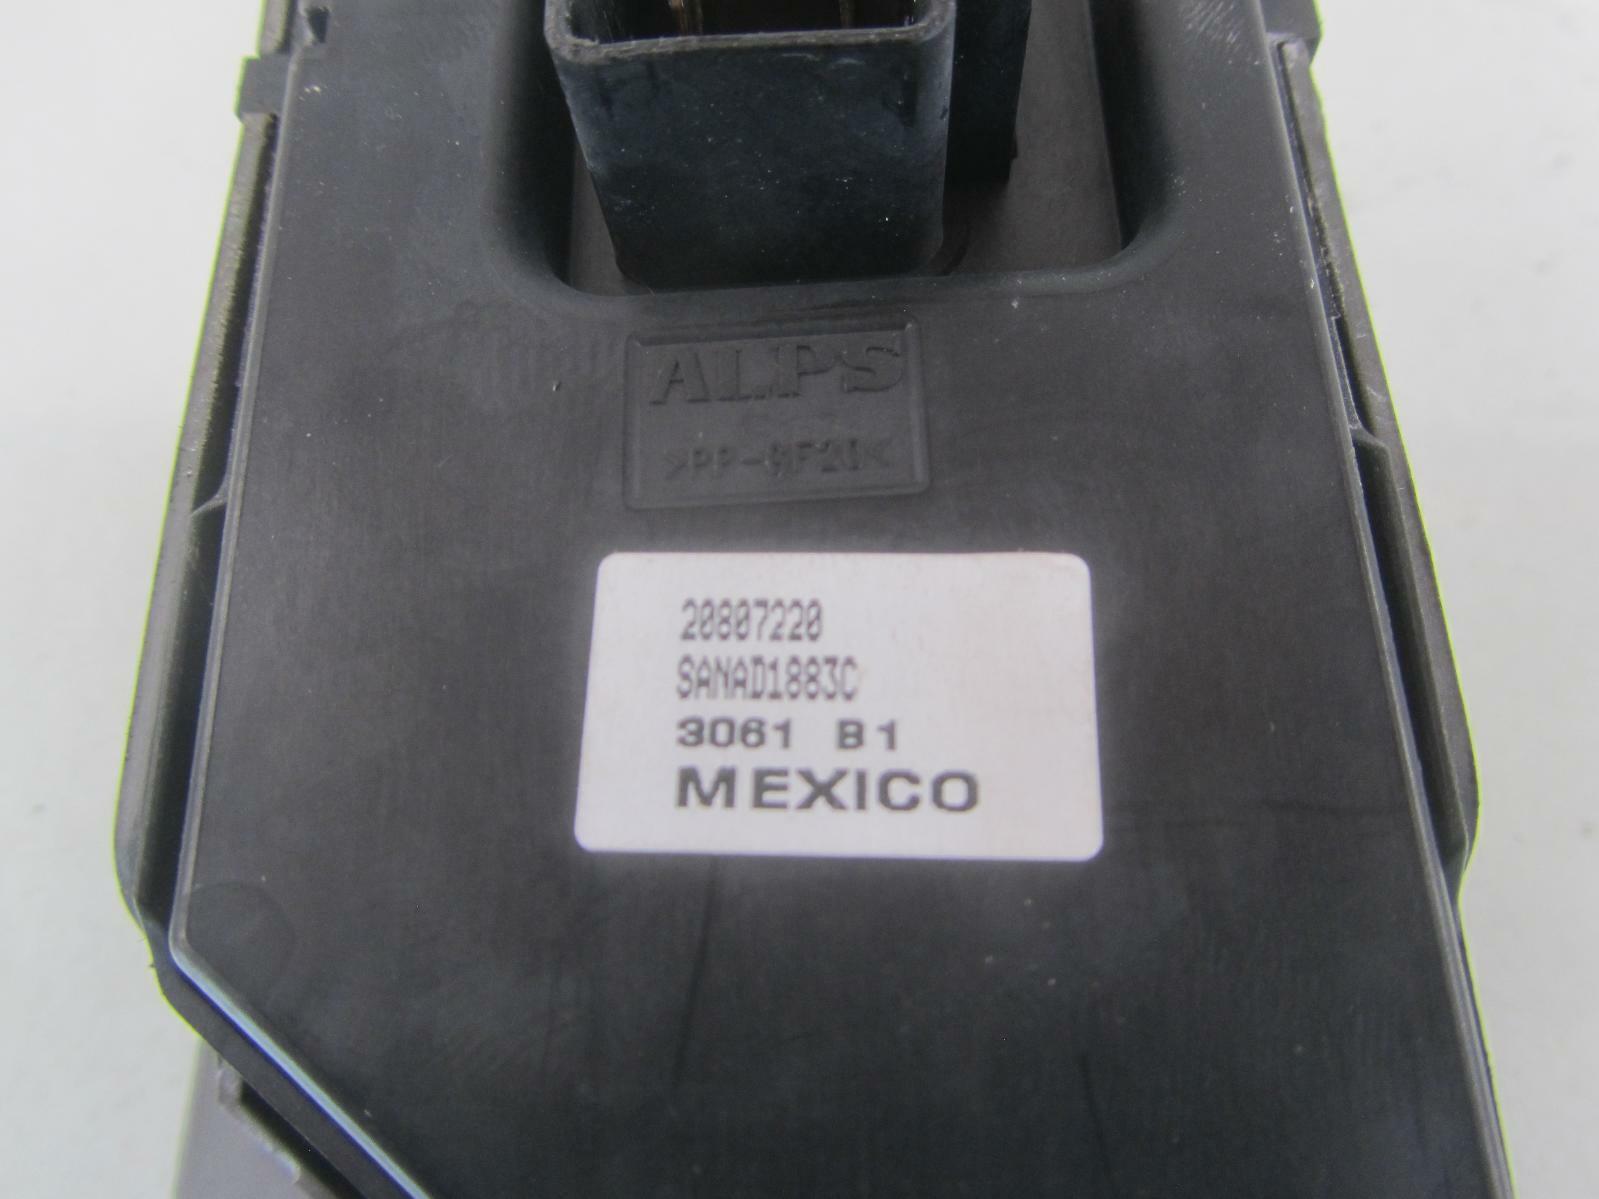 ALPS
>PP-GF20<
20807220
SANAD1883C
3061 B1
MEXICO